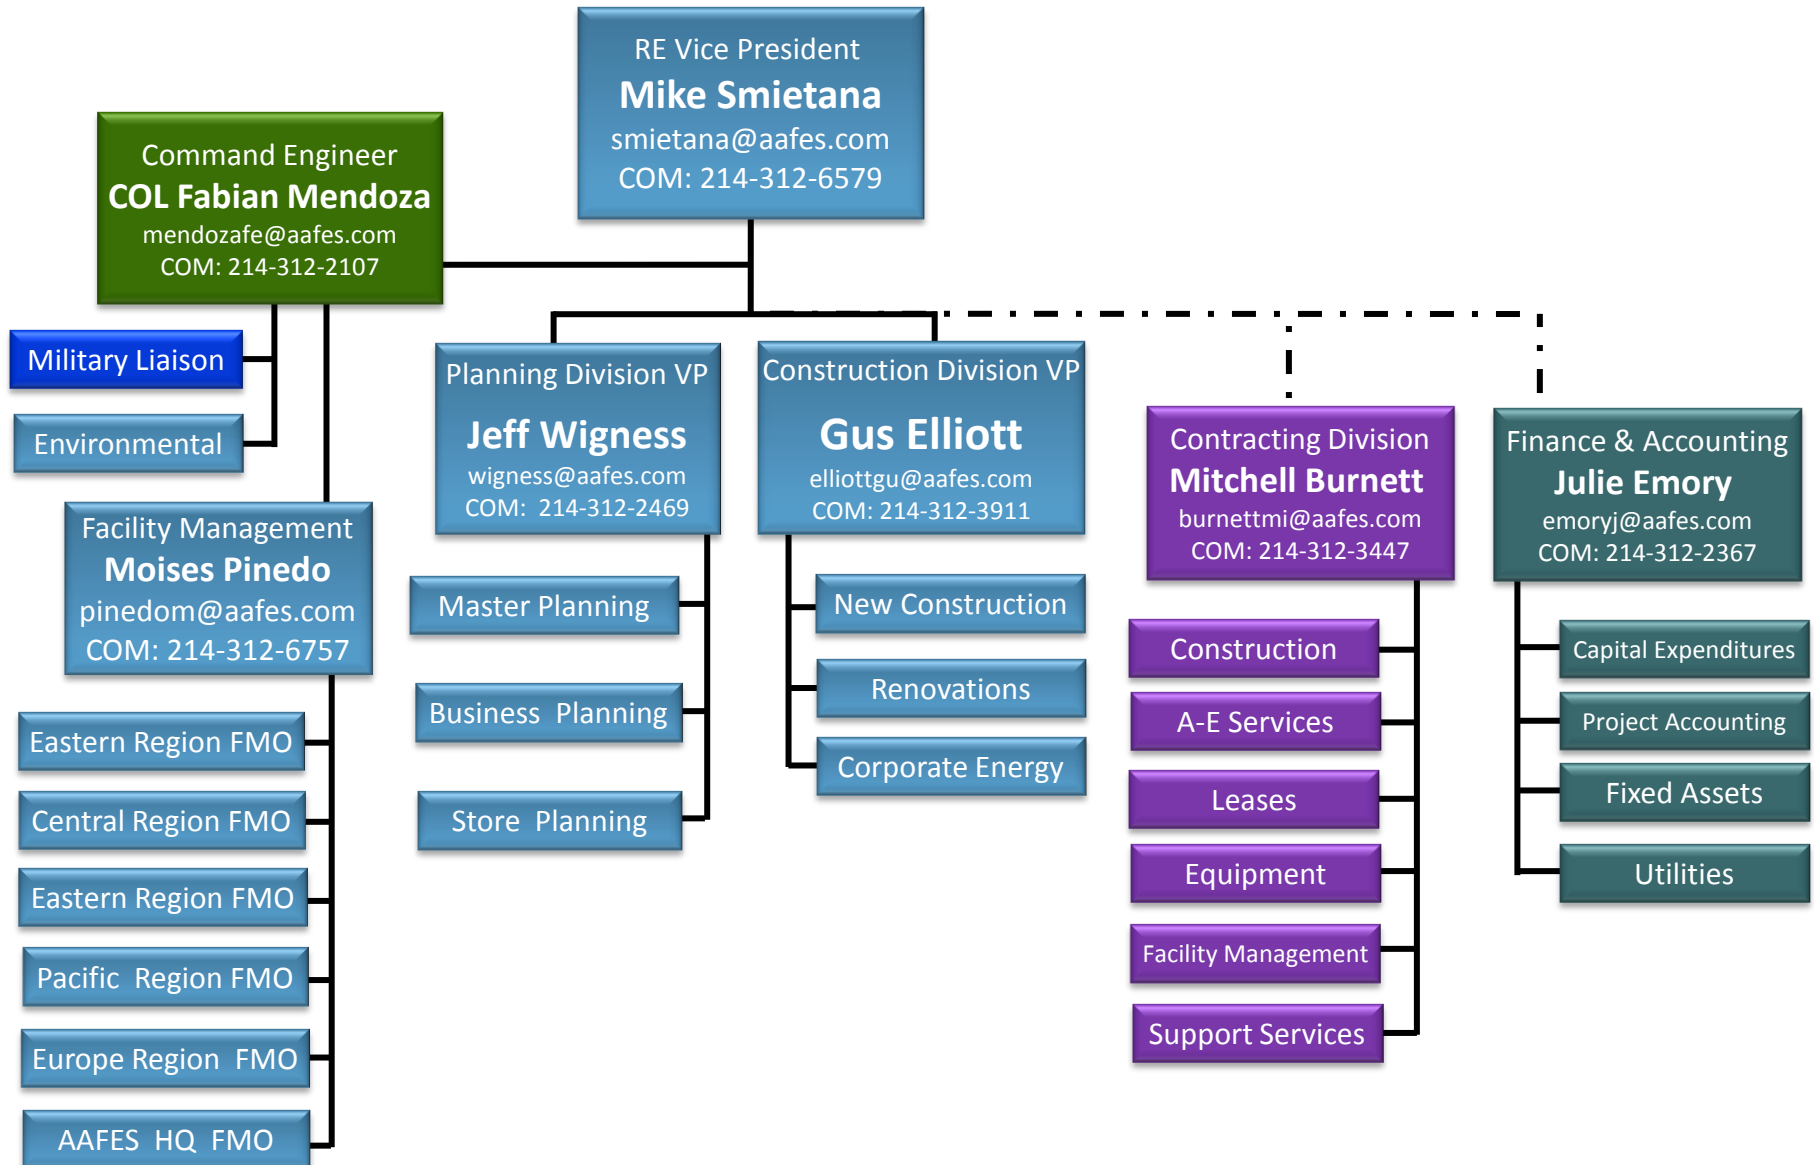 RE Vice President
Mike Smietana
smietana@aafes.com
COM: 214-312-6579
Command Engineer
COL Fabian Mendoza
mendozafe@aafes.com
COM: 214-312-2107
Military Liaison
Environmental
Facility Management
Moises Pinedo
pinedom@aafes.com
COM: 214-312-6757
Eastern Region FMO
Central Region FMO
Eastern Region FMO
Pacific  Region FMO
Europe Region  FMO
AAFES  HQ  FMO
Planning Division VP
Jeff Wigness
wigness@aafes.com
COM:  214-312-2469
Master Planning
Business  Planning
Store  Planning
Construction Division VP
Gus Elliott
elliottgu@aafes.com
COM: 214-312-3911
New Construction
Renovations
Corporate Energy
Contracting Division
Mitchell Burnett
burnettmi@aafes.com
COM: 214-312-3447
Construction
A-E Services
Leases
Equipment
Facility Management
Support Services
Finance & Accounting
Julie Emory
emoryj@aafes.com
COM: 214-312-2367
Capital Expenditures
Project Accounting
Fixed Assets
Utilities